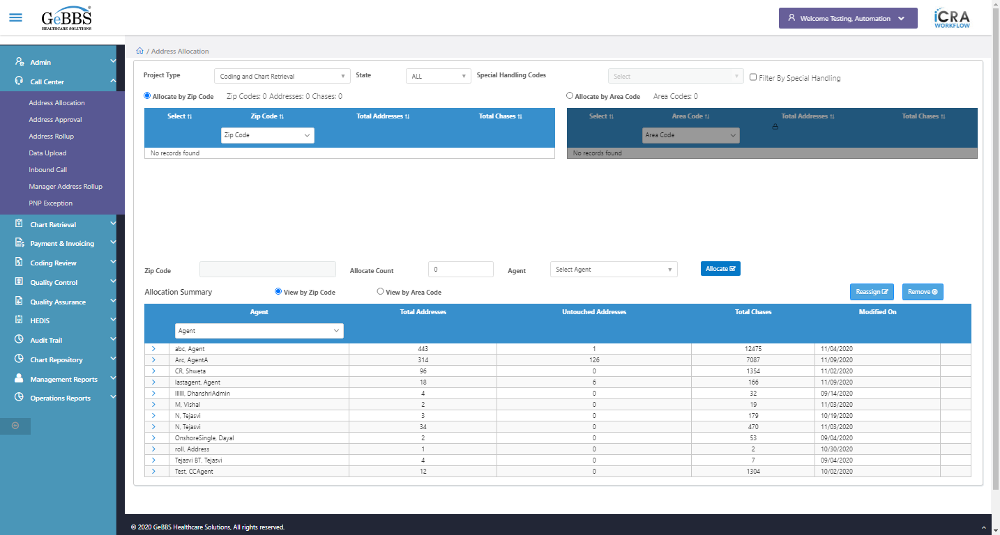 GeBBS
HEALTHCARE SOLUTIONS
Welcome Testing, Automation
iCRA
WORKFLOW
Admin
Call Center
Address Allocation
Address Approval
Address Rollup
Data Upload
Inbound Call
Manager Address Rollup
PNP Exception
Chart Retrieval
Payment & Invoicing
Coding Review
Quality Control
Quality Assurance
HEDIS
Audit Trail
Chart Repository
Management Reports
Operations Reports
/ Address Allocation
Project Type Coding and Chart Retrieval State ALL Special Handling Codes Select Filter By Special Handling
Allocate by Zip Code Zip Codes: 0 Addresses: 0 Chases: 0
Select Zip Code Total Addresses Total Chases
Zip Code
No records found
Allocate by Area Code Area Codes: 0
Select Area Code Total Addresses Total Chases
Area Code
No records found
Zip Code Allocate Count 0 Agent Select Agent Allocate
Allocation Summary View by Zip Code View by Area Code Reassign Remove
Agent Total Addresses Untouched Addresses Total Chases Modified On
Agent
abc, Agent 443 1 12475 11/04/2020
Arc, AgentA 314 126 7087 11/09/2020
CR, Shweta 96 0 1354 11/02/2020
lastagent, Agent 18 6 166 11/09/2020
DhanshriAdmin 4 0 32 09/14/2020
M, Vishal 2 0 19 11/03/2020
N, Tejasvi 3 0 179 10/19/2020
N, Tejasvi 34 0 470 11/03/2020
OnshoreSingle, Dayal 2 0 53 09/04/2020
roll, Address 1 0 2 10/30/2020
Tejasvi BT, Tejasvi 4 0 7 09/04/2020
Test, CCAgent 12 0 1304 10/02/2020
© 2020 GeBBS Healthcare Solutions, All rights reserved.